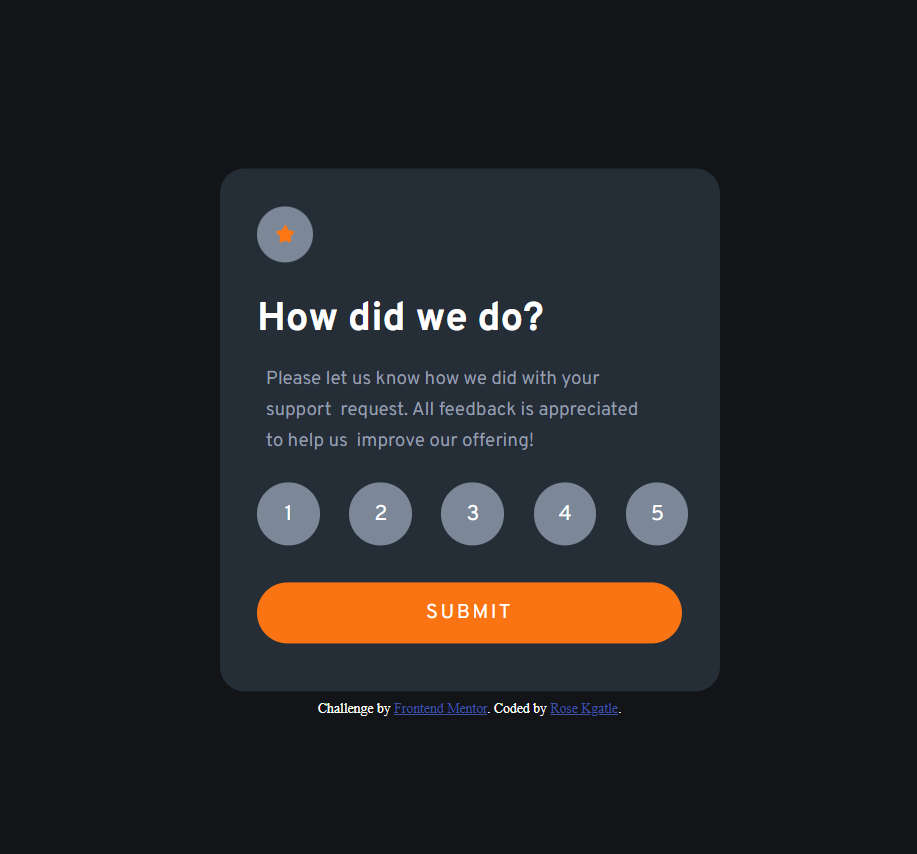 How did we do?
Please let us know how we did with your
support  request. All feedback is appreciated
to help us  improve our offering!
1 2 3 4 5
SUBMIT
Challenge by Frontend Mentor. Coded by Rose Kgatle.